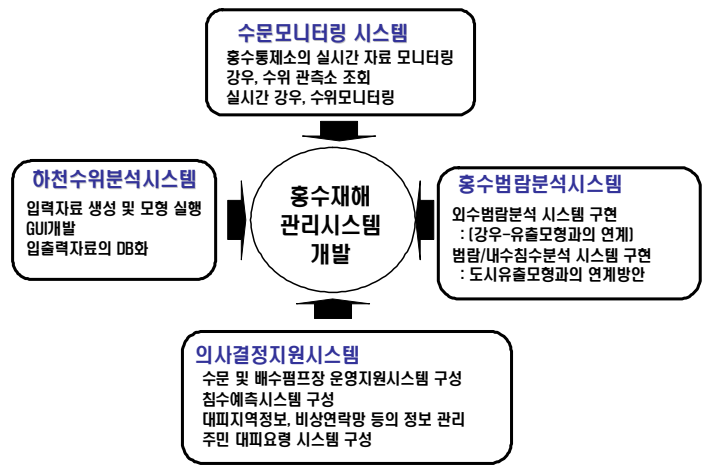 수문모니터링 시스템
홍수통제소의 실시간 자료 모니터링
강우, 수위 관측소 조회
실시간 강우, 수위모니터링
하천수위분석시스템
입력자료 생성 및 모형 실행
GUI개발
입출력자료의 DB화
홍수재해
관리시스템
개발
홍수범람분석시스템
외수범람분석 시스템 구현
: (강우-유출모형과의 연계)
범람/내수침수분석 시스템 구현
: 도시유출모형과의 연계방안
의사결정지원시스템
수문 및 배수펌프장 운영지원시스템 구성
침수예측시스템 구성
대피지역정보, 비상연락망 등의 정보 관리
주민 대피요령 시스템 구성